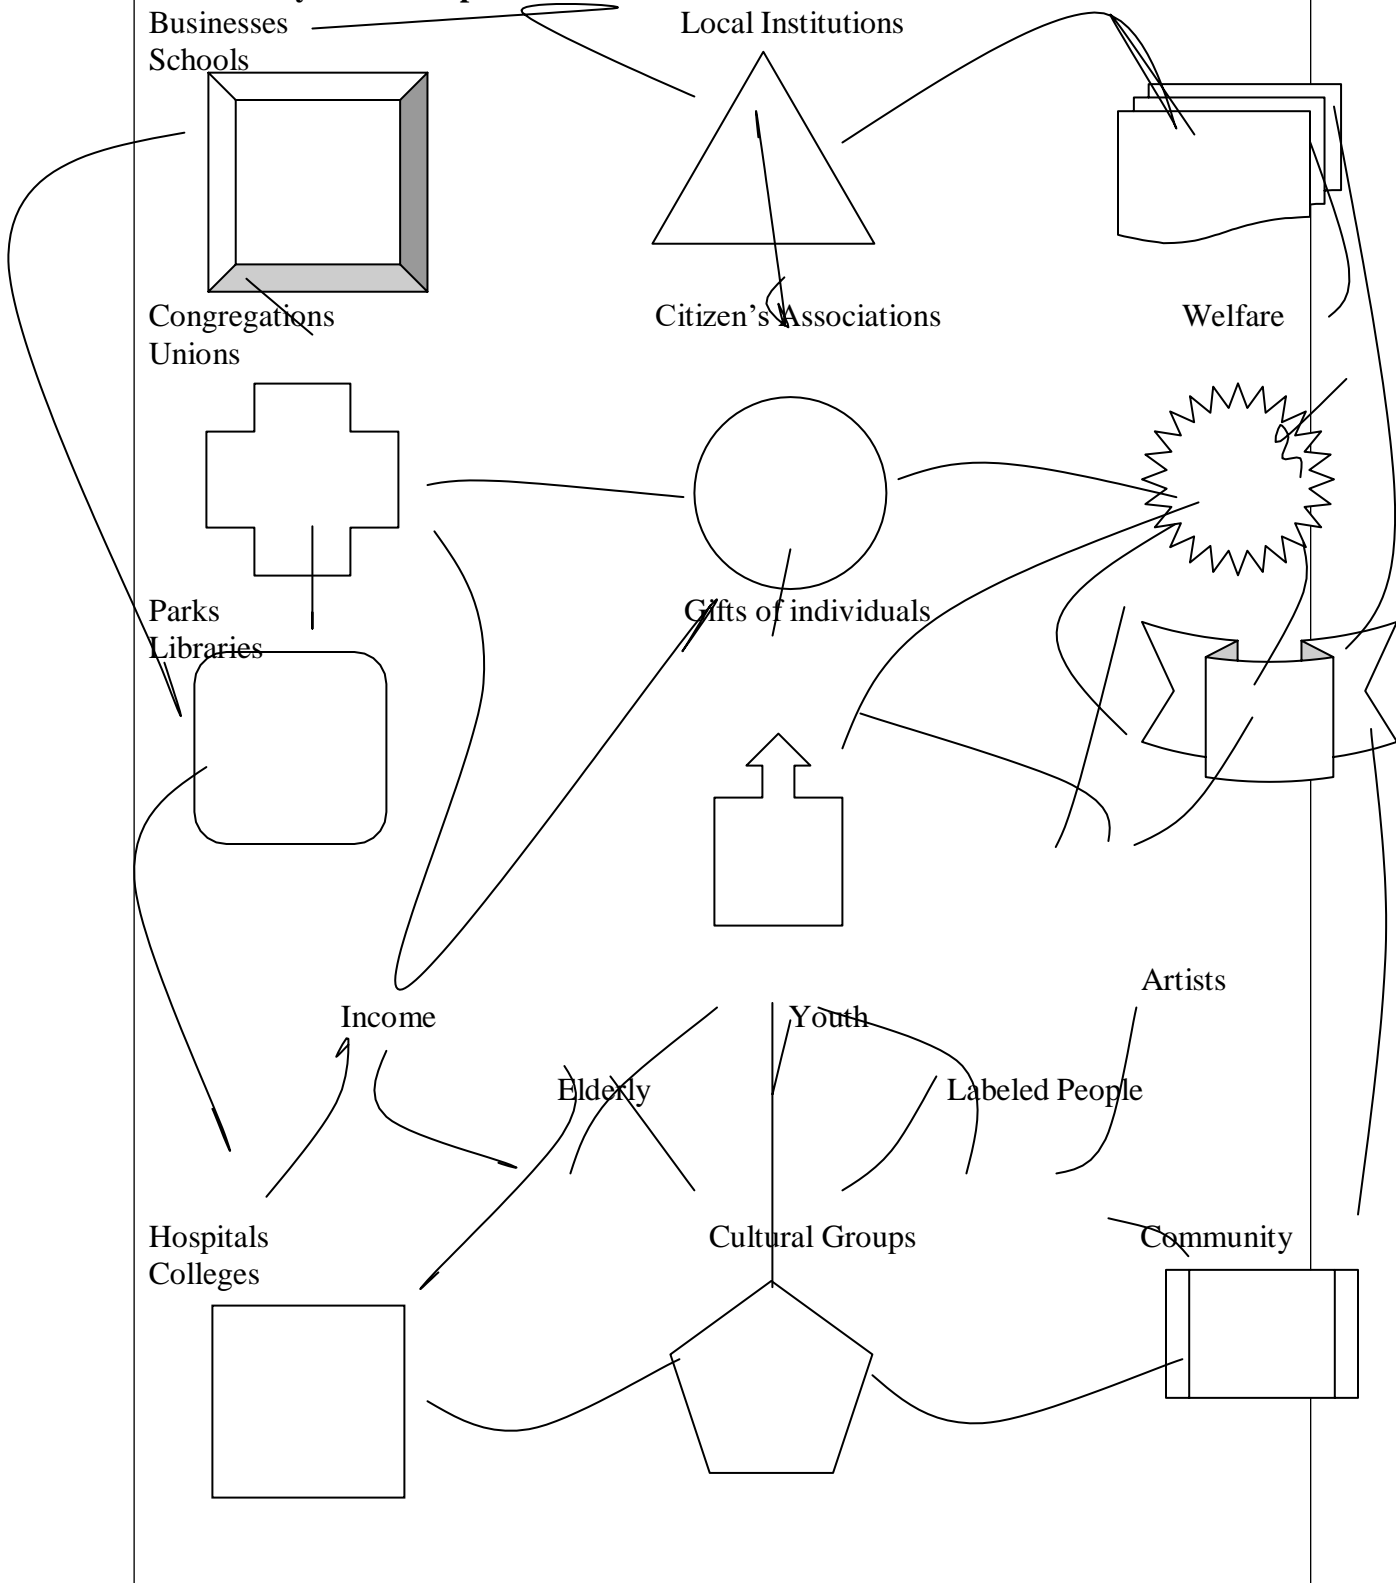 Businesses
Local Institutions
Schools
Congregations
Citizen's Associations
Welfare
Unions
Parks
Gifts of individuals
Libraries
Artists
Income
Youth
Elderly
Labeled People
Hospitals
Cultural Groups
Community
Colleges